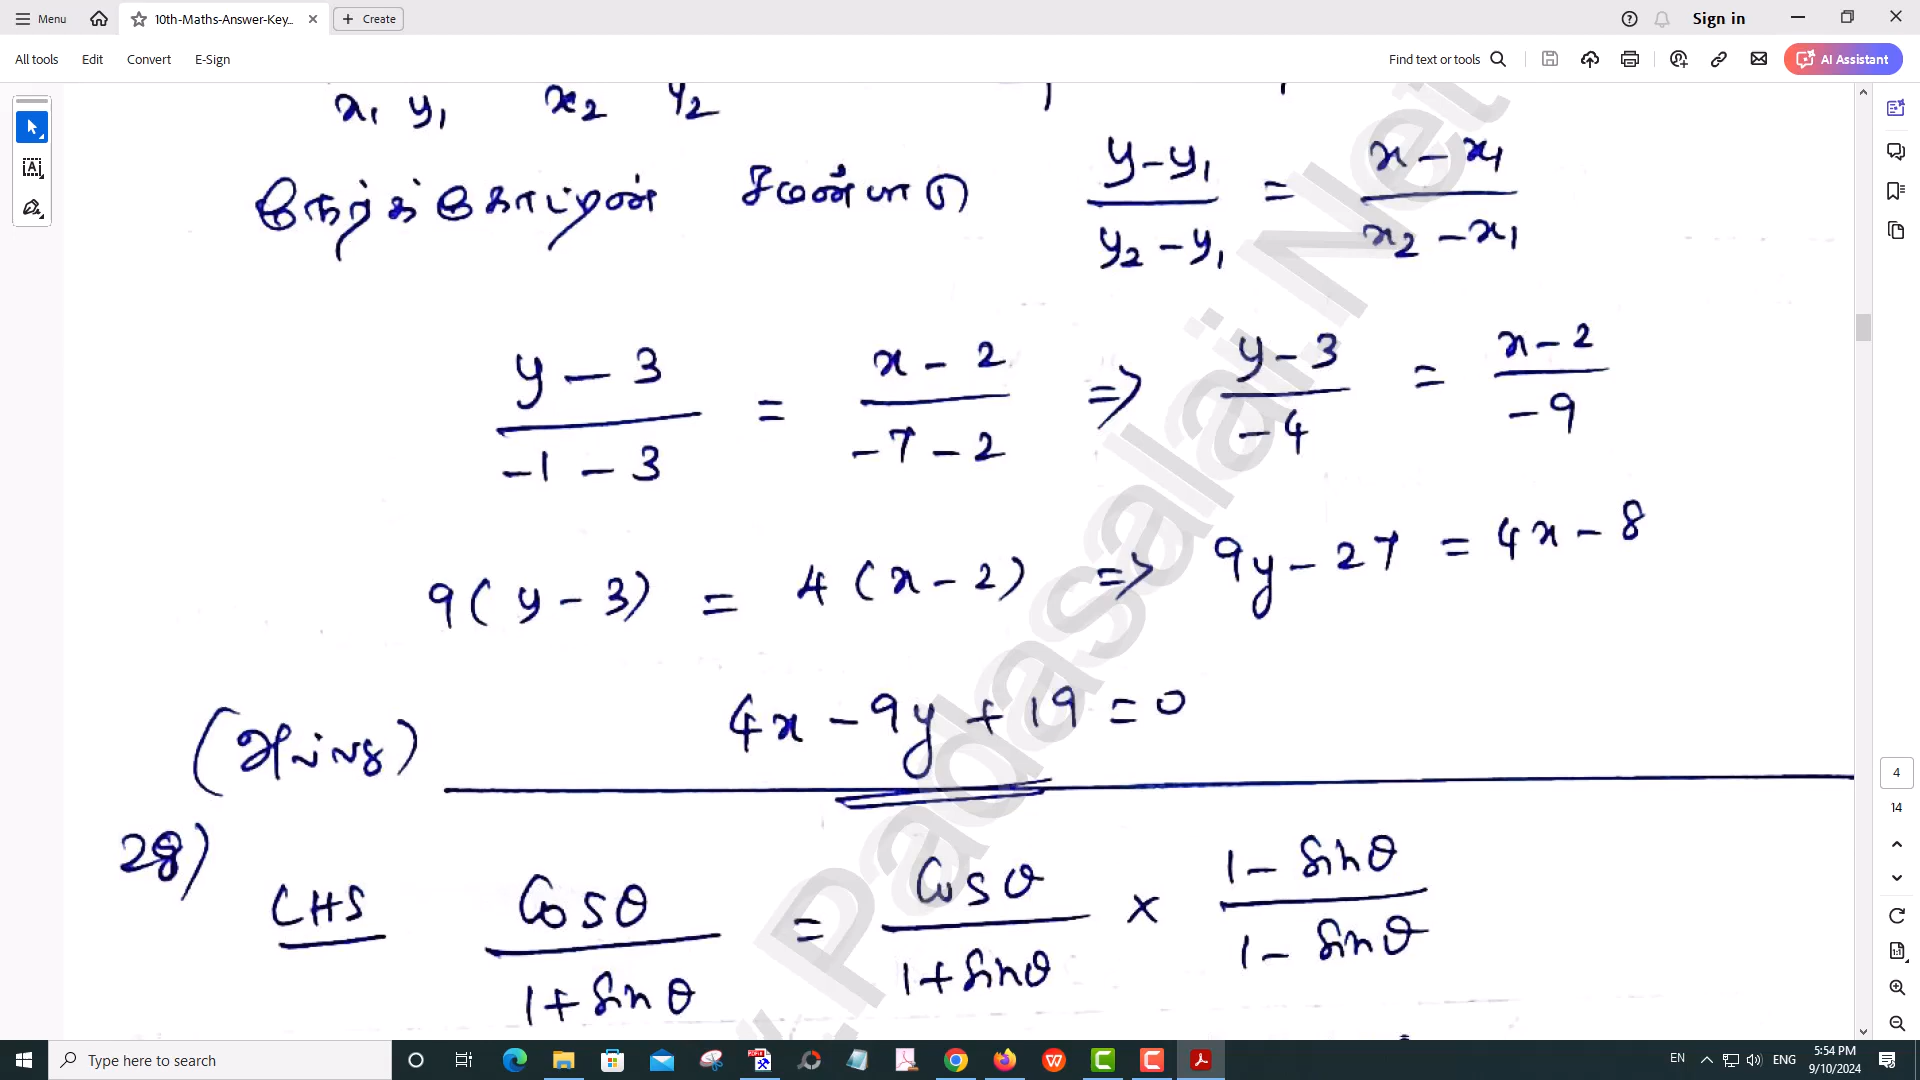 Menu 10th-Maths-Answer-Key... Create Sign in
All tools Edit Convert E-Sign Find text or tools AI Assistant
x₁ y₁ x₂ y₂
நேர்க்கோட்டின் சமன்பாடு (y-y₁)/(y₂-y₁) = (x-x₁)/(x₂-x₁)
(y-3)/(-1-3) = (x-2)/(-7-2) => (y-3)/(-4) = (x-2)/(-9)
9(y-3) = 4(x-2) => 9y-27 = 4x-8
4x-9y+19=0
(அல்லது)
28)
LHS Cosθ/(1+Sinθ) = Cosθ/(1+Sinθ) × (1-Sinθ)/(1-Sinθ)
.Padasalai.Net
4
14
Type here to search
EN ENG 5:54 PM
9/10/2024